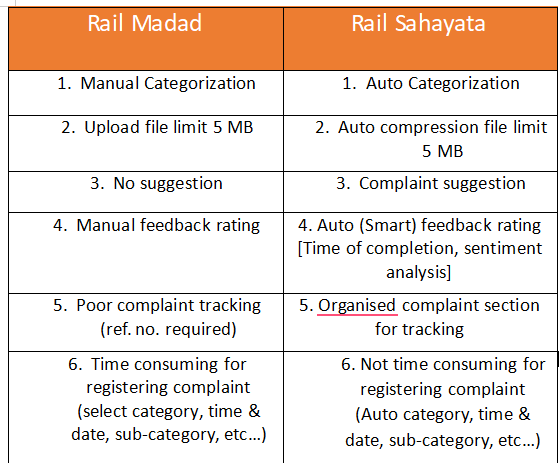 Rail Madad
Rail Sahayata
1. Manual Categorization
1. Auto Categorization
2. Upload file limit 5 MB
2. Auto compression file limit
5 MB
3. No suggestion
3. Complaint suggestion
4. Manual feedback rating
4. Auto (Smart) feedback rating
[Time of completion, sentiment
analysis]
5. Poor complaint tracking
(ref. no. required)
5. Organised complaint section
for tracking
6. Time consuming for
registering complaint
(select category, time &
date, sub-category, etc...)
6. Not time consuming for
registering complaint
(Auto category, time &
date, sub-category, etc...)